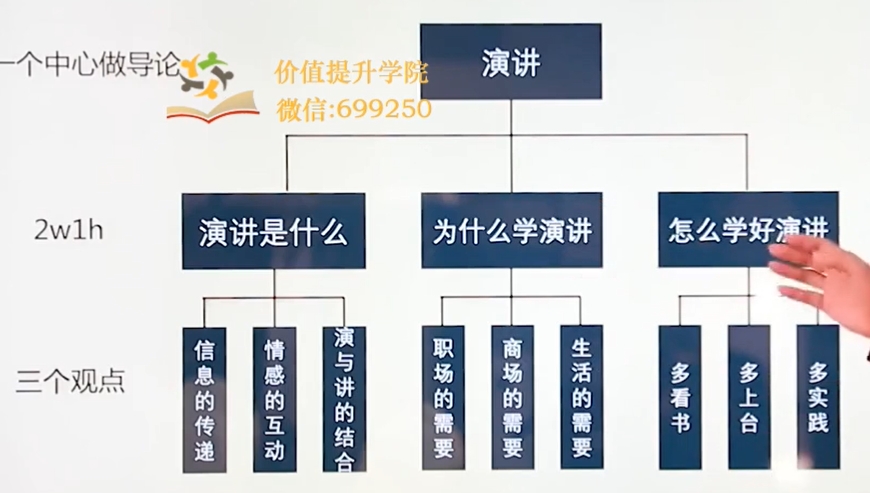 一个中心做导论
价值提升学院
微信:699250
演讲
2w1h
演讲是什么
为什么学演讲
怎么学好演讲
三个观点
信息的传递
情感的互动
演与讲的结合
职场的需要
商场的需要
生活的需要
多看书
多上台
多实践